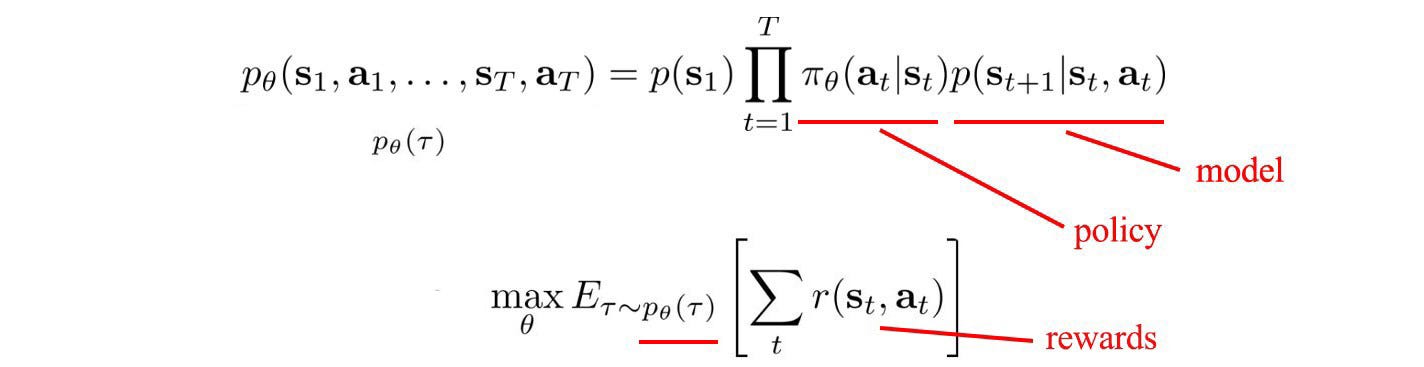 p_θ(s_1, a_1, . . . , s_T, a_T) = p(s_1) ∏_{t=1}^{T} π_θ(a_t|s_t)p(s_{t+1}|s_t, a_t)
p_θ(τ)
model
policy
max_θ E_{τ∼p_θ(τ)} [∑_t r(s_t, a_t)]
rewards